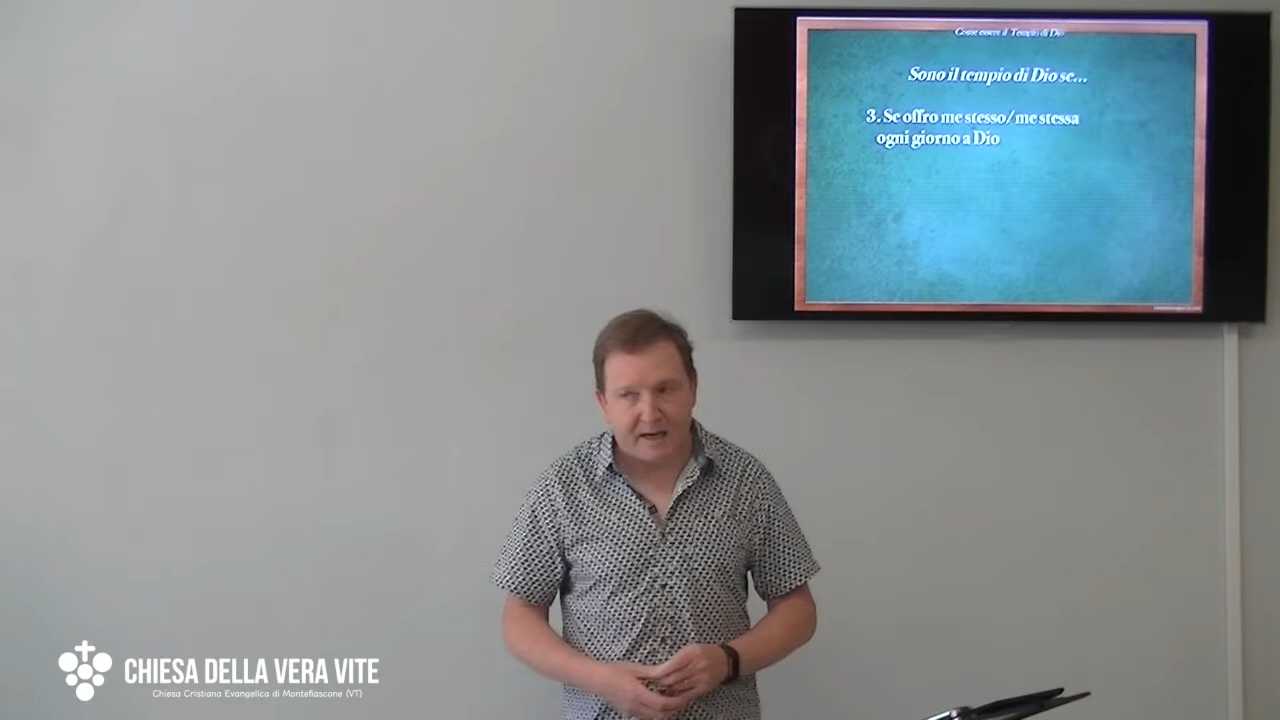 Come essere il Tempio di Dio
Sono il tempio di Dio se...
3. Se offro me stesso/me stessa
ogni giorno a Dio
CHIESA DELLA VERA VITE
Chiesa Cristiana Evangelica di Montefiascone (VT)